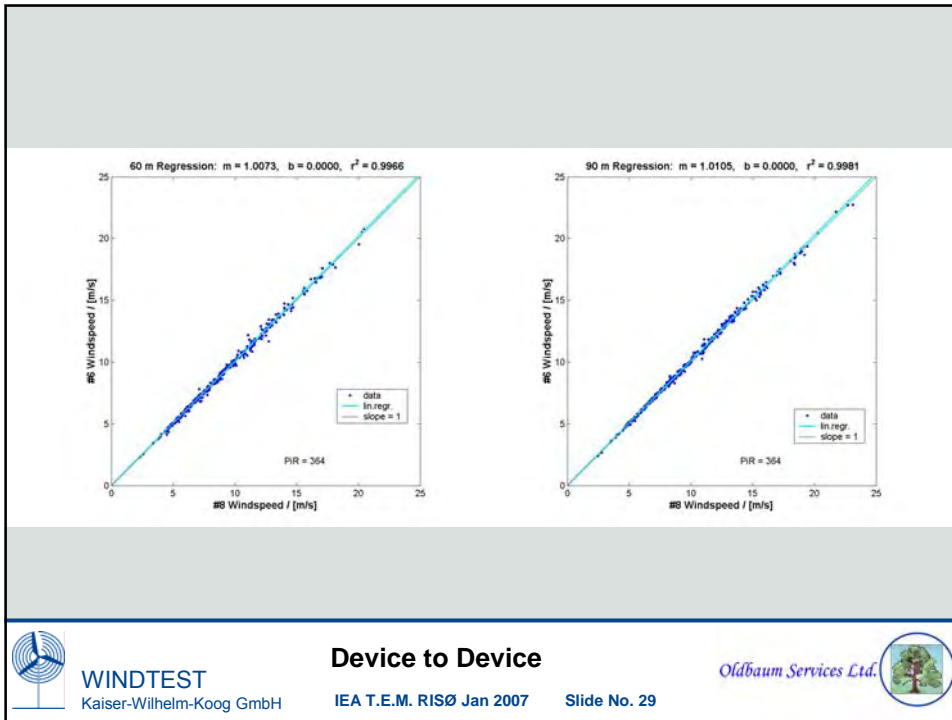 60 m Regression: m = 1.0073, b = 0.0000, r² = 0.9966
25
20
15
10
5
0
#6 Windspeed / [m/s]
data
lin.regr.
slope = 1
PiR = 364
0 5 10 15 20 25
#8 Windspeed / [m/s]
90 m Regression: m = 1.0105, b = 0.0000, r² = 0.9981
25
20
15
10
5
0
#6 Windspeed / [m/s]
data
lin.regr.
slope = 1
PiR = 364
0 5 10 15 20 25
#8 Windspeed / [m/s]
WINDTEST
Kaiser-Wilhelm-Koog GmbH
Device to Device
IEA T.E.M. RISØ Jan 2007 Slide No. 29
Oldbaum Services Ltd.